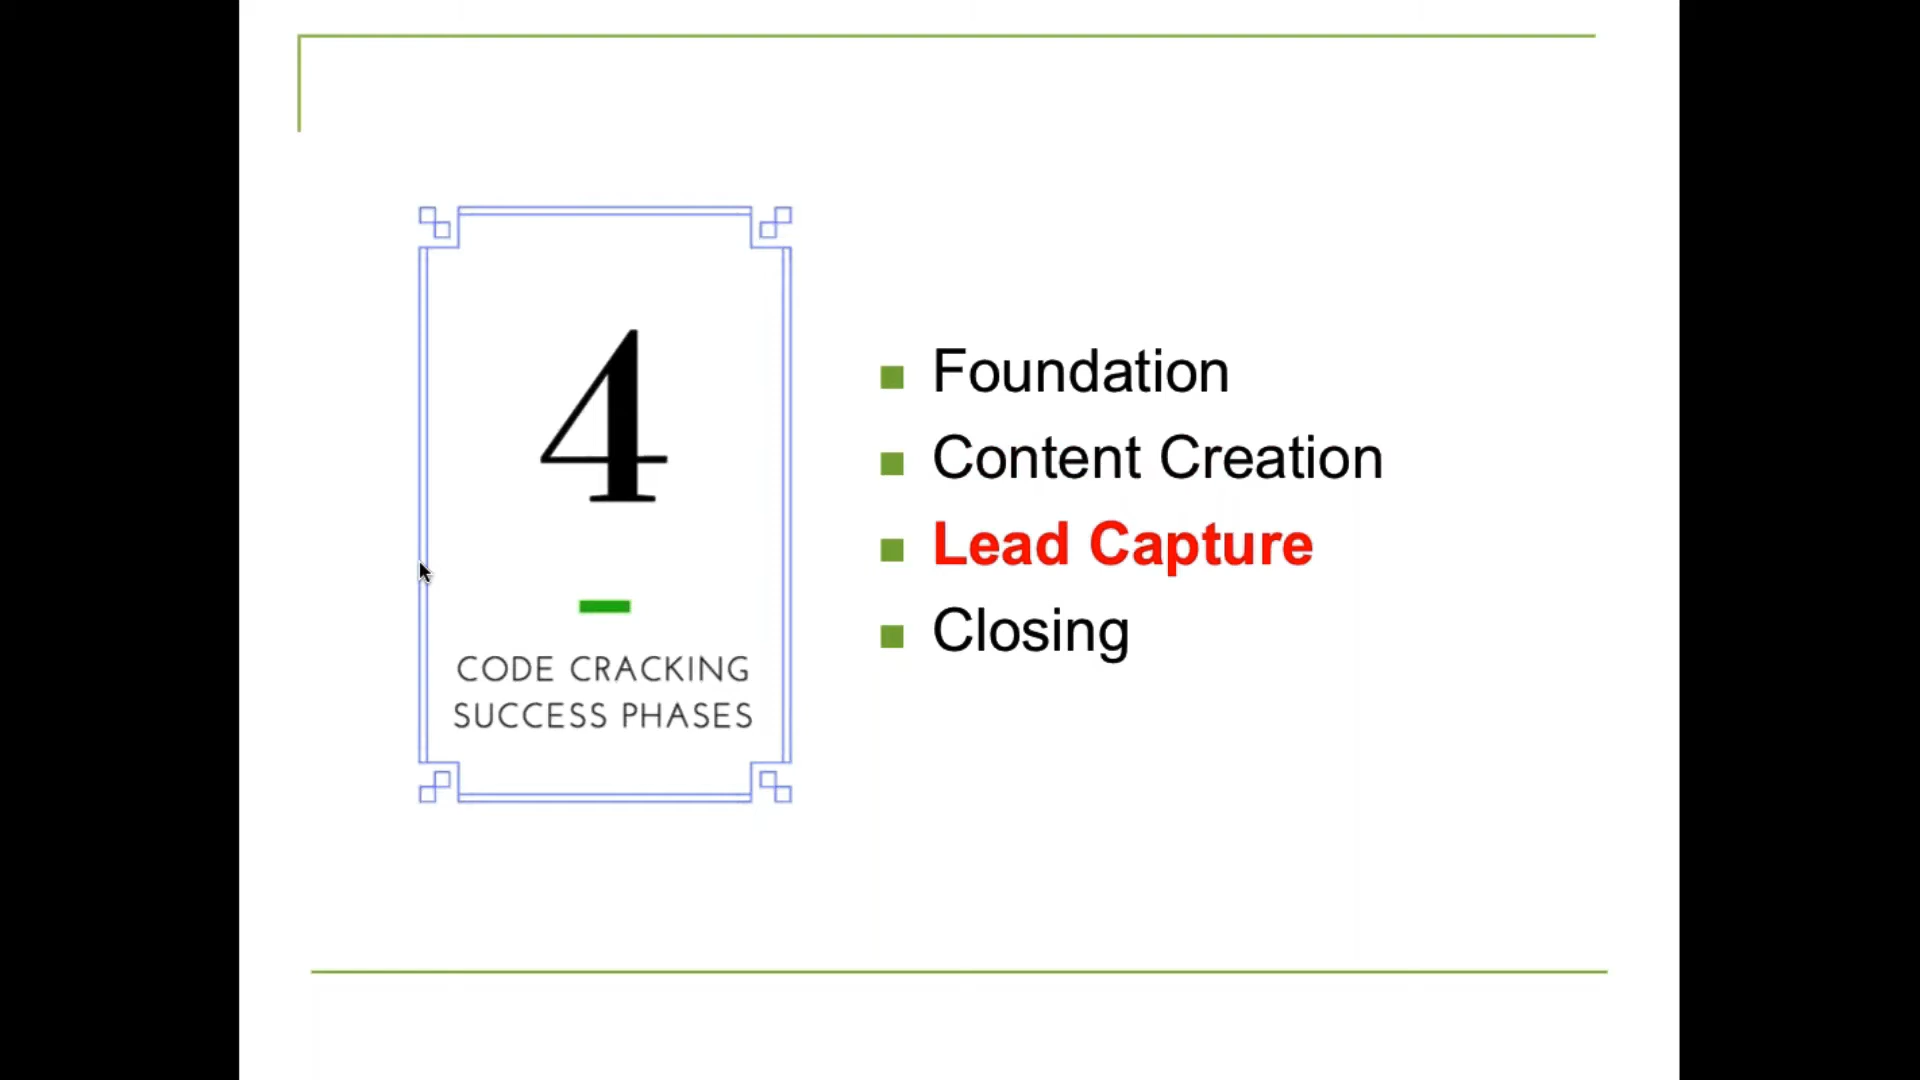 4
CODE CRACKING
SUCCESS PHASES
Foundation
Content Creation
Lead Capture
Closing